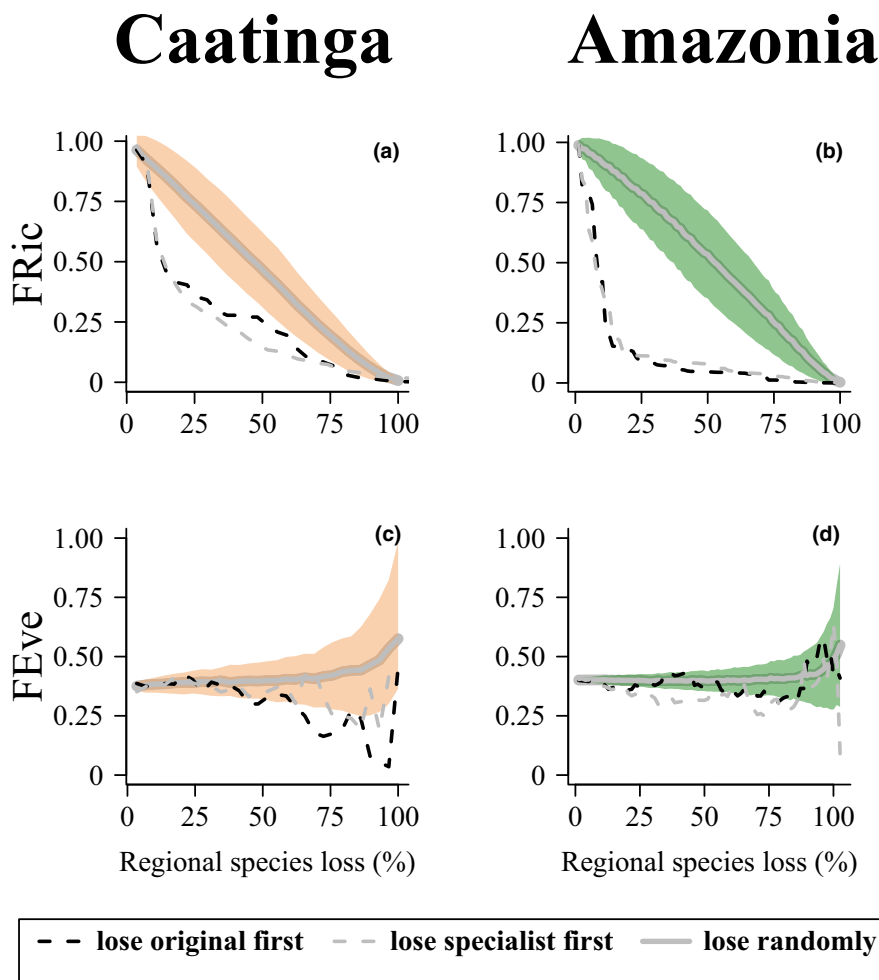 Caatinga Amazonia
FRic
1.00 (a)
0.75
0.50
0.25
0
0 25 50 75 100
1.00 (b)
0.75
0.50
0.25
0
0 25 50 75 100
FEve
1.00 (c)
0.75
0.50
0.25
0
0 25 50 75 100
Regional species loss (%)
1.00 (d)
0.75
0.50
0.25
0
0 25 50 75 100
Regional species loss (%)
lose original first lose specialist first lose randomly